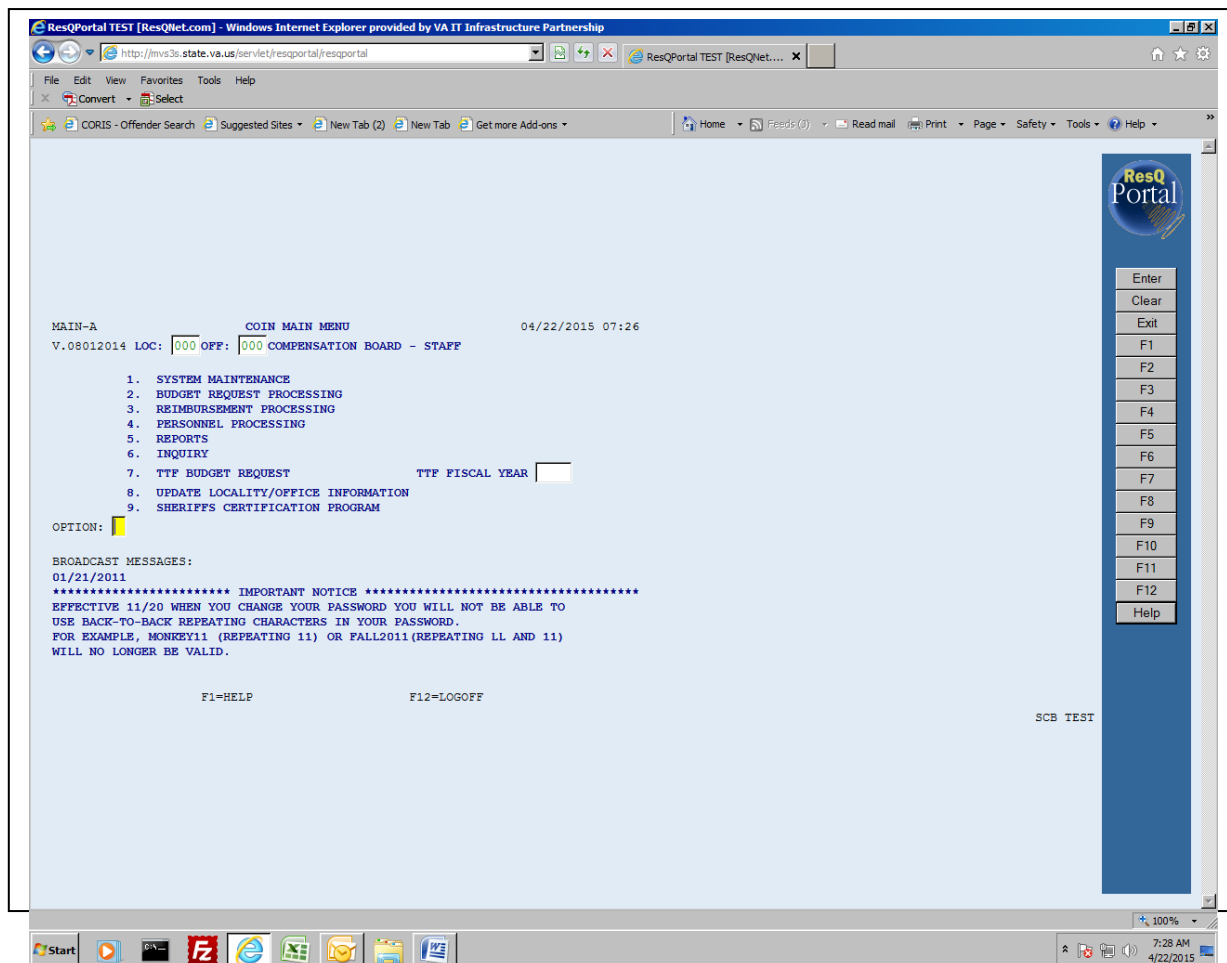 ResQPortal TEST [ResQNet.com] - Windows Internet Explorer provided by VA IT Infrastructure Partnership
http://mvs3s.state.va.us/servlet/resqportal/resqportal
ResQPortal TEST [ResQNet....
File Edit View Favorites Tools Help
Convert Select
CORIS - Offender Search Suggested Sites New Tab (2) New Tab Get more Add-ons Home Feeds (J) Read mail Print Page Safety Tools Help
ResQ
Portal
Enter
Clear
Exit
F1
F2
F3
F4
F5
F6
F7
F8
F9
F10
F11
F12
Help
MAIN-A COIN MAIN MENU 04/22/2015 07:26
V.08012014 LOC: 000 OFF: 000 COMPENSATION BOARD - STAFF
1. SYSTEM MAINTENANCE
2. BUDGET REQUEST PROCESSING
3. REIMBURSEMENT PROCESSING
4. PERSONNEL PROCESSING
5. REPORTS
6. INQUIRY
7. TTF BUDGET REQUEST TTF FISCAL YEAR
8. UPDATE LOCALITY/OFFICE INFORMATION
9. SHERIFFS CERTIFICATION PROGRAM
OPTION:
BROADCAST MESSAGES:
01/21/2011
************************ IMPORTANT NOTICE *************************************
EFFECTIVE 11/20 WHEN YOU CHANGE YOUR PASSWORD YOU WILL NOT BE ABLE TO
USE BACK-TO-BACK REPEATING CHARACTERS IN YOUR PASSWORD.
FOR EXAMPLE, MONKEY11 (REPEATING 11) OR FALL2011(REPEATING LL AND 11)
WILL NO LONGER BE VALID.
F1=HELP F12=LOGOFF
SCB TEST
100%
Start
7:28 AM
4/22/2015